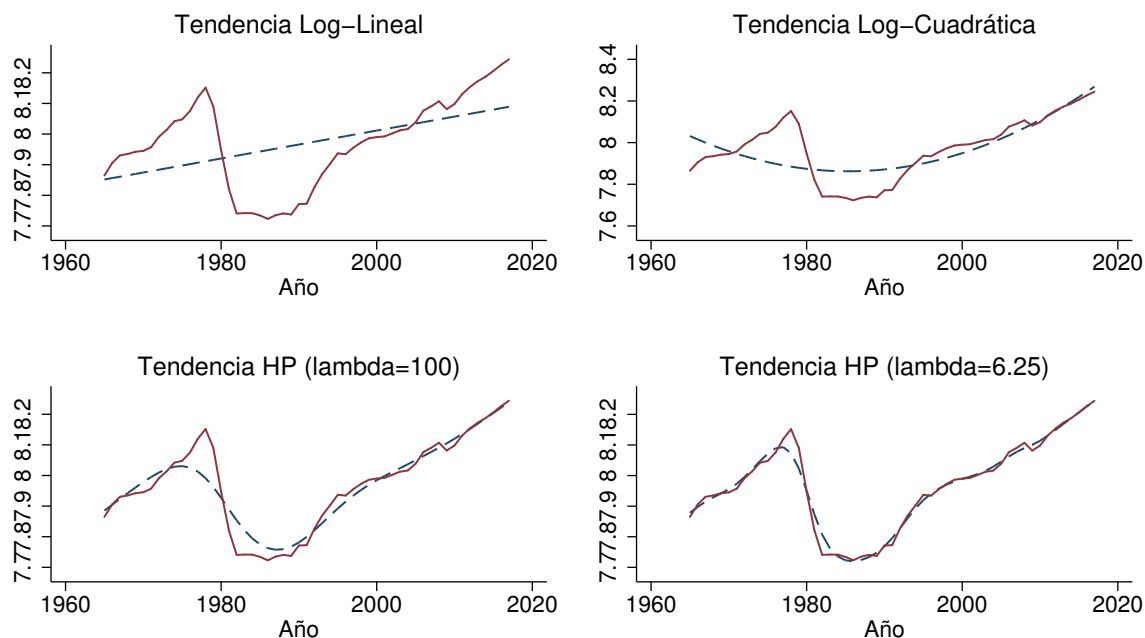 Tendencia Log−Lineal
7.77.87.9 8 8.18.2
1960 1980 2000 2020
Año
Tendencia Log−Cuadrática
7.6 7.8 8 8.2 8.4
1960 1980 2000 2020
Año
Tendencia HP (lambda=100)
7.77.87.9 8 8.18.2
1960 1980 2000 2020
Año
Tendencia HP (lambda=6.25)
7.77.87.9 8 8.18.2
1960 1980 2000 2020
Año